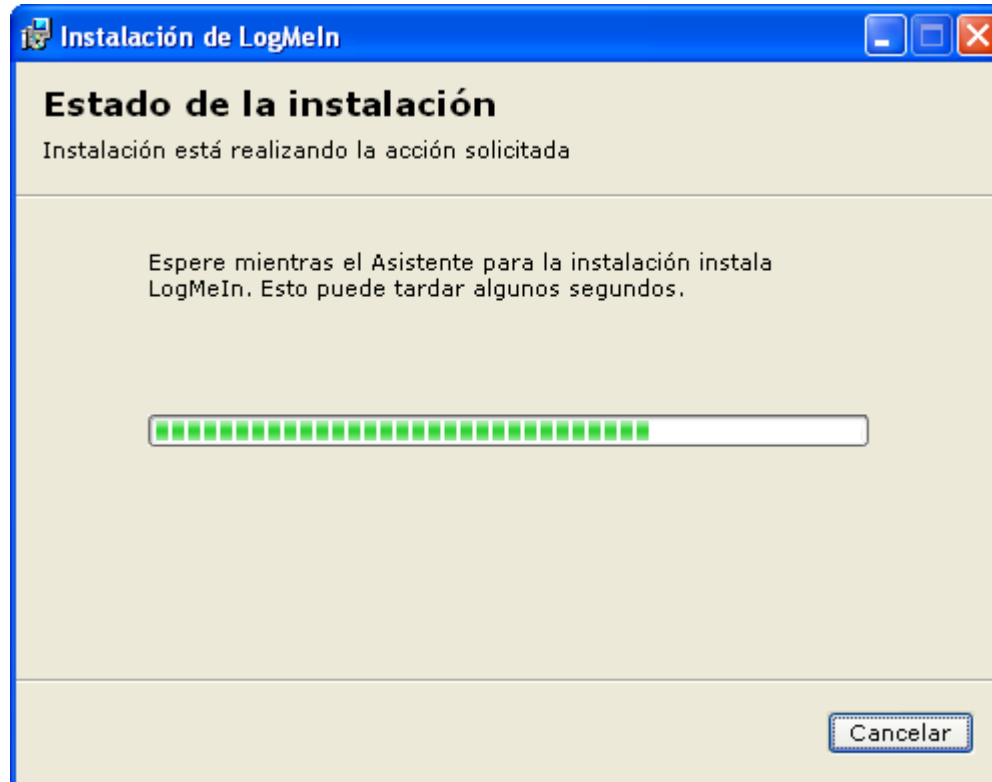 Instalación de LogMeIn
Estado de la instalación
Instalación está realizando la acción solicitada
Espere mientras el Asistente para la instalación instala
LogMeIn. Esto puede tardar algunos segundos.
Cancelar